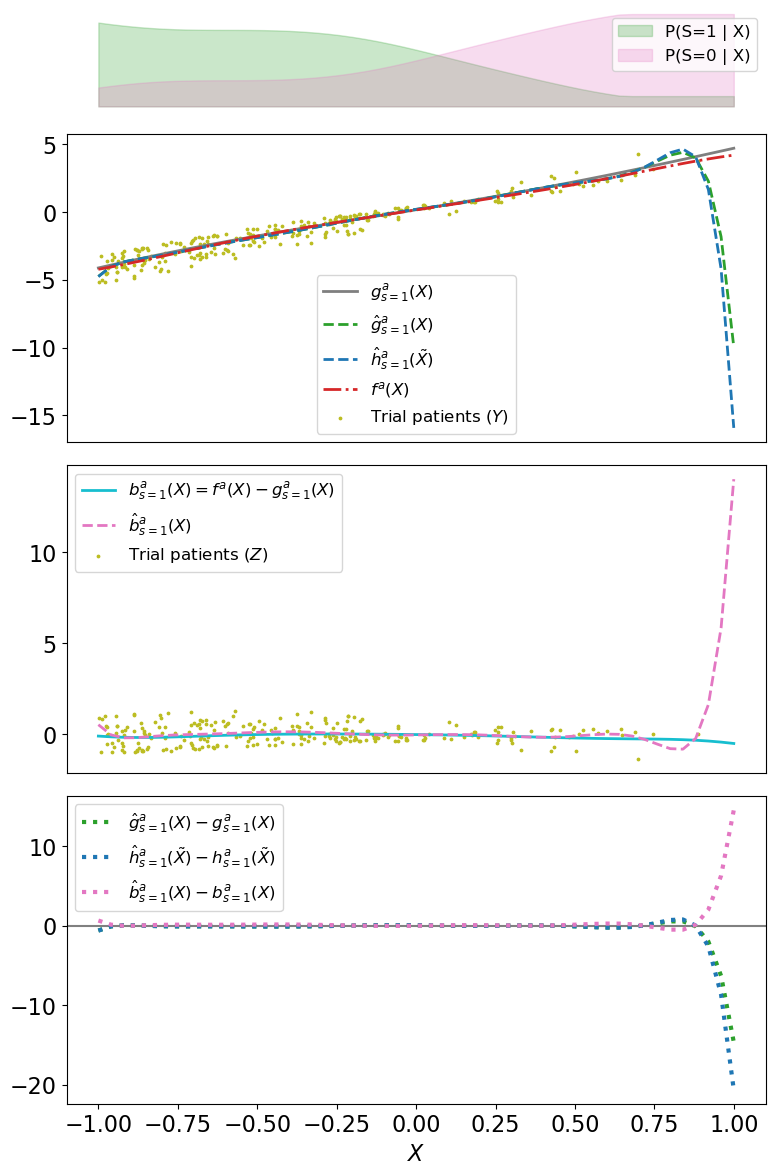 P(S=1 | X)
P(S=0 | X)
5
0
−5
−10
−15
g^a_{s=1}(X)
ĝ^a_{s=1}(X)
ĥ^a_{s=1}(X̃)
f^a(X)
Trial patients (Y)
10
5
0
b^a_{s=1}(X) = f^a(X) − g^a_{s=1}(X)
b̂^a_{s=1}(X)
Trial patients (Z)
10
0
−10
−20
ĝ^a_{s=1}(X) − g^a_{s=1}(X)
ĥ^a_{s=1}(X̃) − h^a_{s=1}(X̃)
b̂^a_{s=1}(X) − b^a_{s=1}(X)
−1.00 −0.75 −0.50 −0.25 0.00 0.25 0.50 0.75 1.00
X